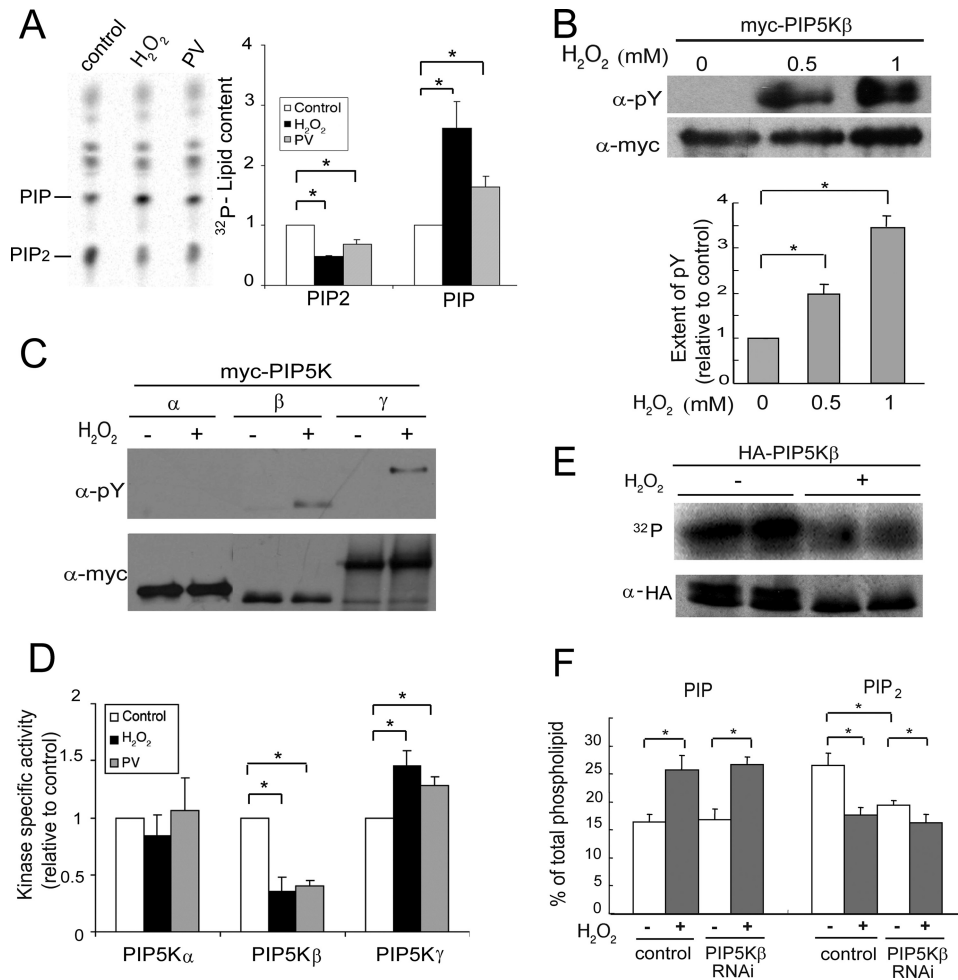 A
control
H₂O₂
PV
PIP
PIP2
³²P- Lipid content
4
3
2
1
0
Control
H₂O₂
PV
*
*
*
*
PIP2
PIP
B
myc-PIP5Kβ
H₂O₂ (mM)
0
0.5
1
α-pY
α-myc
Extent of pY
(relative to control)
4
3
2
1
0
*
*
H₂O₂ (mM)
0
0.5
1
C
myc-PIP5K
α
β
γ
H₂O₂
-
+
-
+
-
+
α-pY
α-myc
D
Kinase specific activity
(relative to control)
2
1.5
1
0.5
0
Control
H₂O₂
PV
*
*
*
*
PIP5Kα
PIP5Kβ
PIP5Kγ
E
HA-PIP5Kβ
H₂O₂
-
+
³²P
α-HA
F
PIP
PIP₂
% of total phospholipid
30
25
20
15
10
5
0
*
*
*
*
*
H₂O₂
-
+
-
+
-
+
-
+
control
PIP5Kβ
RNAi
control
PIP5Kβ
RNAi